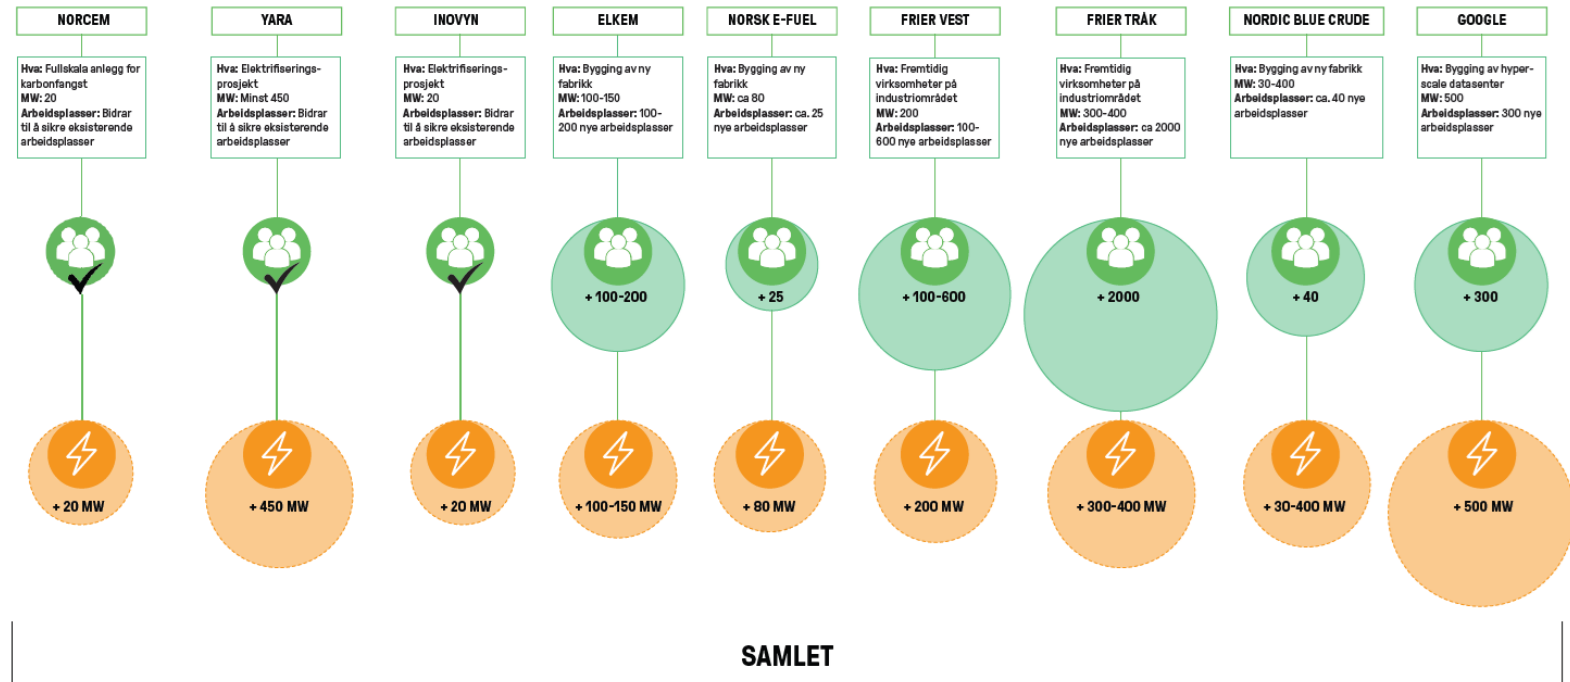 NORCEM
Hva: Fullskala anlegg for
karbonfangst
MW: 20
Arbeidsplasser: Bidrar
til å sikre eksisterende
arbeidsplasser
+ 20 MW
YARA
Hva: Elektrifiserings-
prosjekt
MW: Minst 450
Arbeidsplasser: Bidrar
til å sikre eksisterende
arbeidsplasser
+ 450 MW
INOVYN
Hva: Elektrifiserings-
prosjekt
MW: 20
Arbeidsplasser: Bidrar
til å sikre eksisterende
arbeidsplasser
+ 20 MW
ELKEM
Hva: Bygging av ny
fabrikk
MW: 100-150
Arbeidsplasser: 100-
200 nye arbeidsplasser
+ 100-200
+ 100-150 MW
NORSK E-FUEL
Hva: Bygging av ny
fabrikk
MW: ca 80
Arbeidsplasser: ca. 25
nye arbeidsplasser
+ 25
+ 80 MW
FRIER VEST
Hva: Fremtidig
virksomheter på
industriområdet
MW: 200
Arbeidsplasser: 100-
600 nye arbeidsplasser
+ 100-600
+ 200 MW
FRIER TRÅK
Hva: Fremtidig
virksomheter på
industriområdet
MW: 300-400
Arbeidsplasser: ca 2000
nye arbeidsplasser
+ 2000
+ 300-400 MW
NORDIC BLUE CRUDE
Hva: Bygging av ny fabrikk
MW: 30-400
Arbeidsplasser: ca. 40 nye
arbeidsplasser
+ 40
+ 30-400 MW
GOOGLE
Hva: Bygging av hyper-
scale datasenter
MW: 500
Arbeidsplasser: 300 nye
arbeidsplasser
+ 300
+ 500 MW
SAMLET